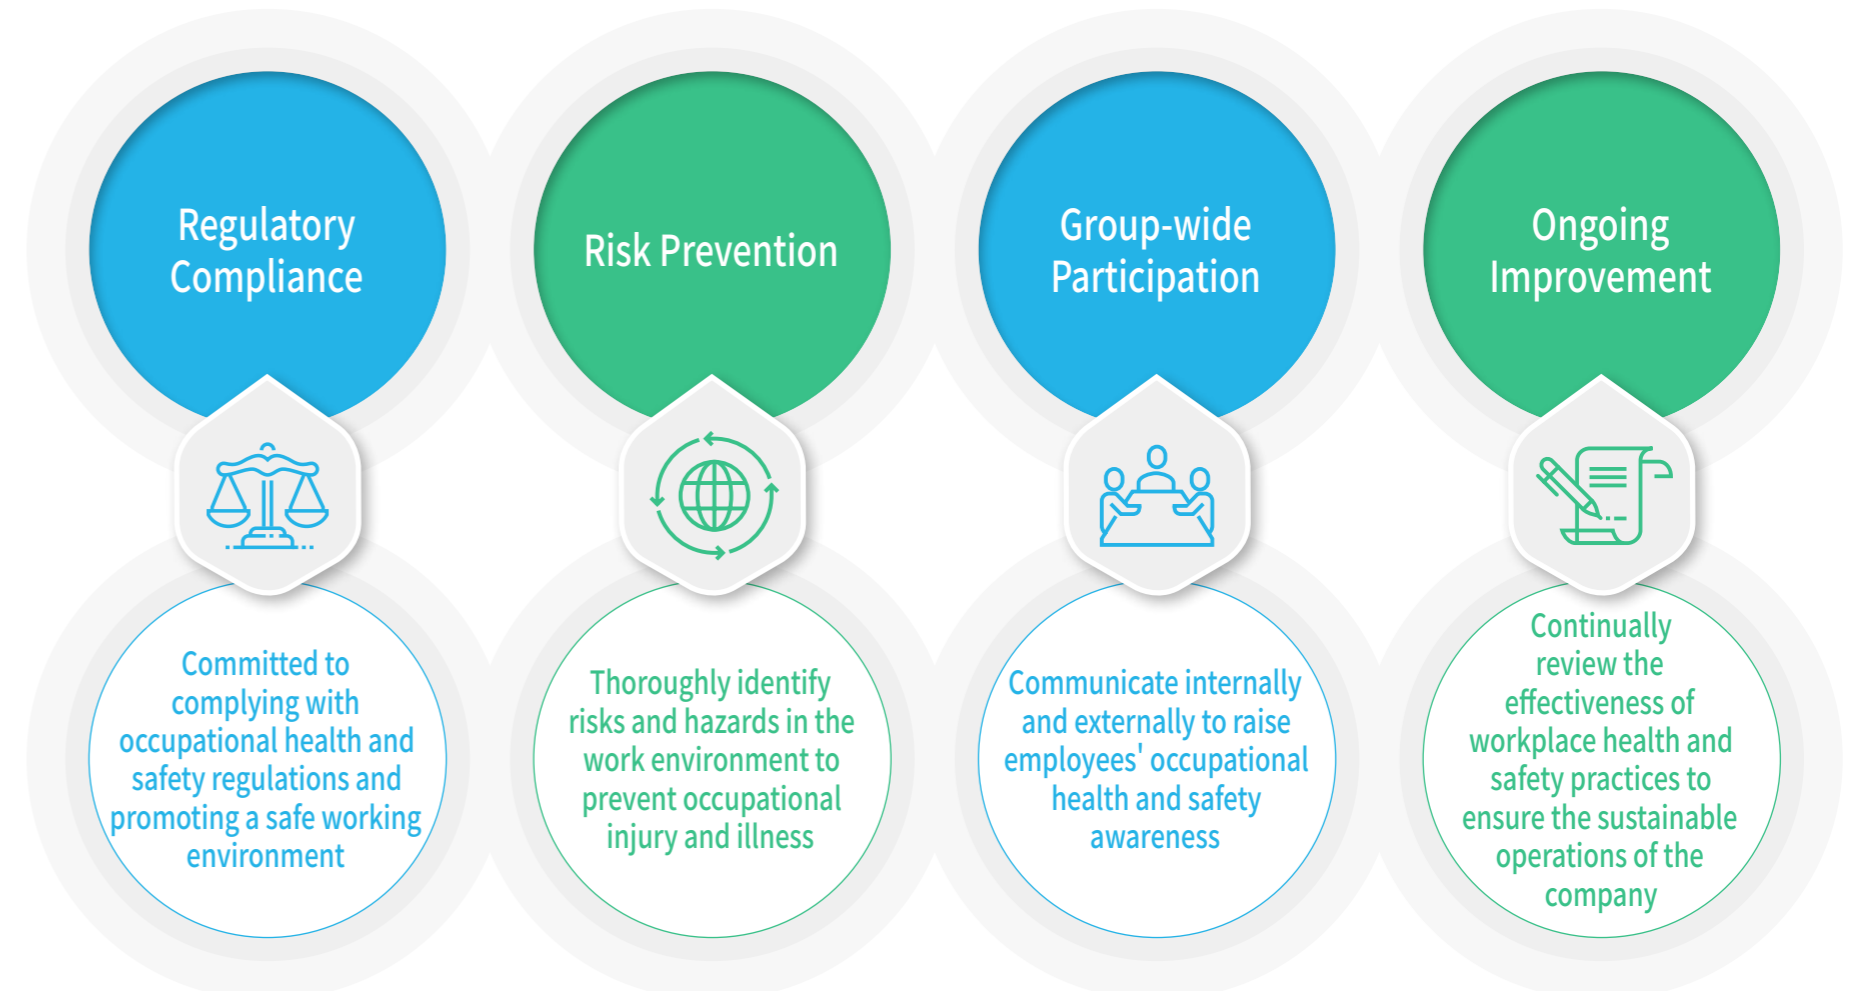 Regulatory
Compliance
Risk Prevention
Group-wide
Participation
Ongoing
Improvement
Committed to
complying with
occupational health and
safety regulations and
promoting a safe working
environment
Thoroughly identify
risks and hazards in the
work environment to
prevent occupational
injury and illness
Communicate internally
and externally to raise
employees' occupational
health and safety
awareness
Continually
review the
effectiveness of
workplace health and
safety practices to
ensure the sustainable
operations of the
company